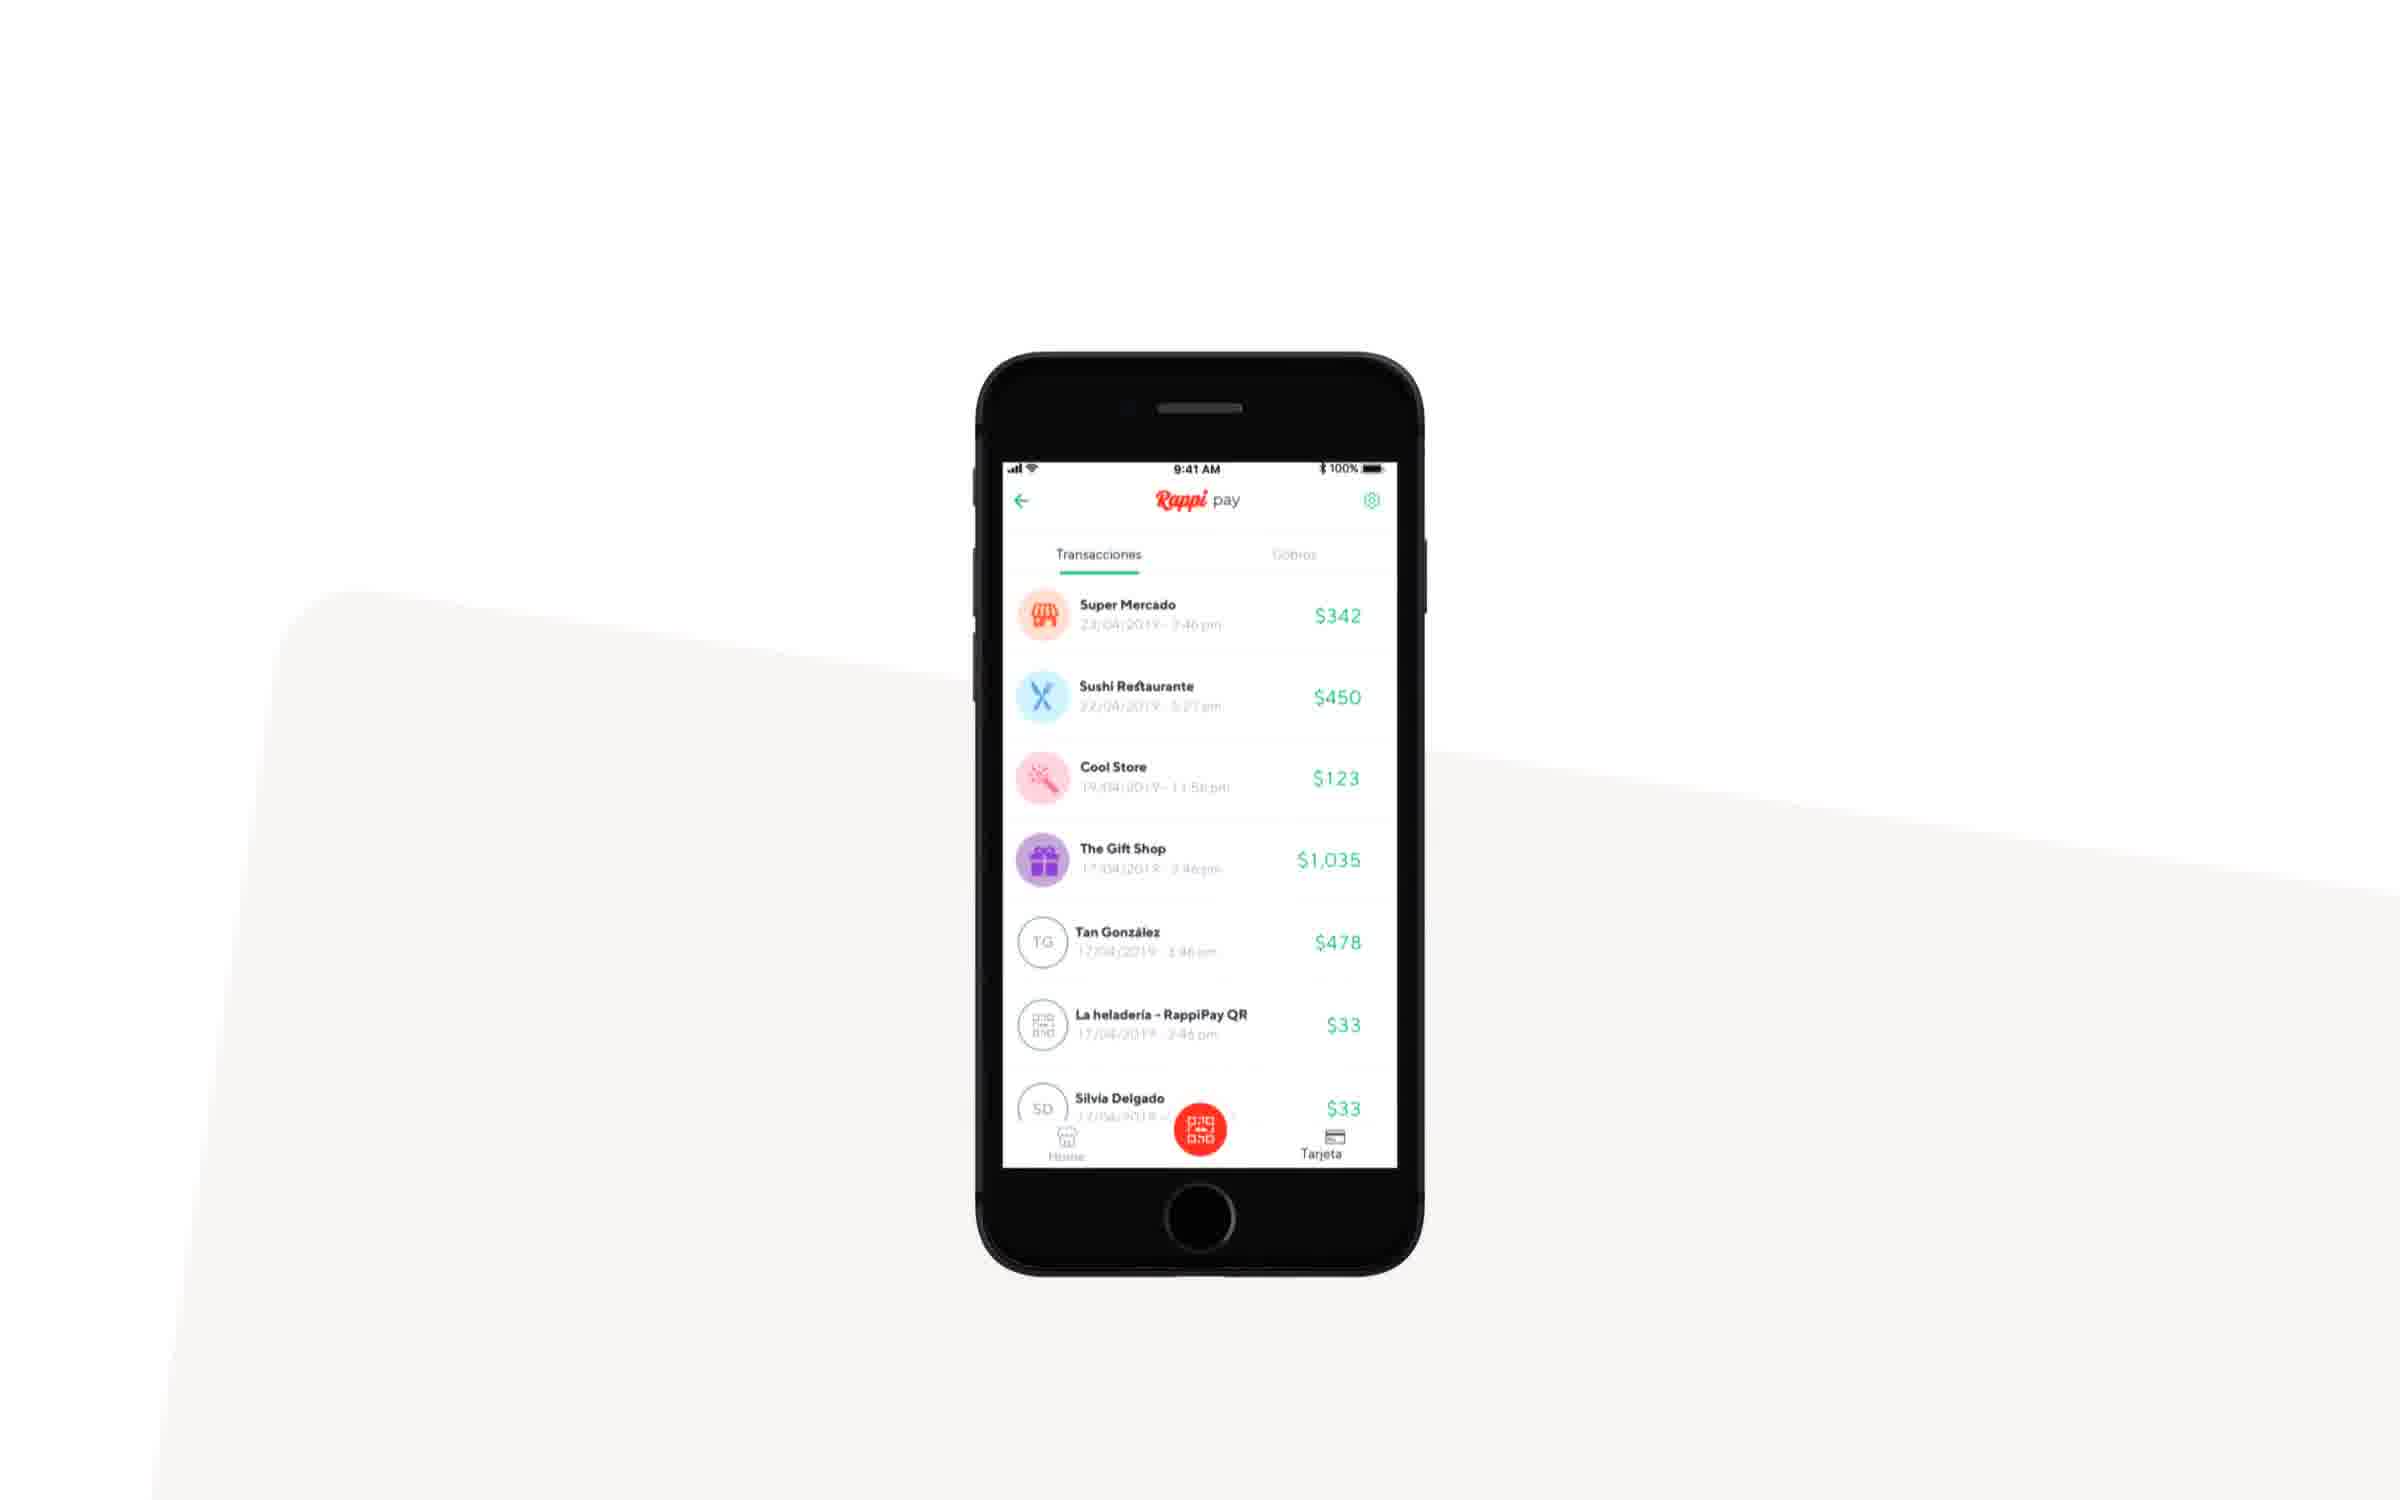 9:41 AM
100%
Rappi pay
Transacciones
Cobros
Super Mercado
23/04/2019 - 3:46 pm
$342
Sushi Restaurante
22/04/2019 - 5:27 pm
$450
Cool Store
19/04/2019 - 11:56 pm
$123
The Gift Shop
17/04/2019 - 3:46 pm
$1,035
TG
Tan González
17/04/2019 - 3:46 pm
$478
La heladería - RappiPay QR
17/04/2019 - 3:46 pm
$33
SD
Silvia Delgado
17/04/2019 -
$33
Home
Tarjeta